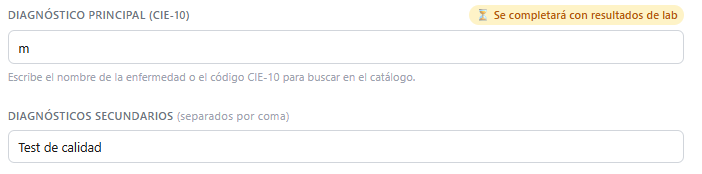 DIAGNÓSTICO PRINCIPAL (CIE-10)
⏳ Se completará con resultados de lab
m
Escribe el nombre de la enfermedad o el código CIE-10 para buscar en el catálogo.
DIAGNÓSTICOS SECUNDARIOS (separados por coma)
Test de calidad